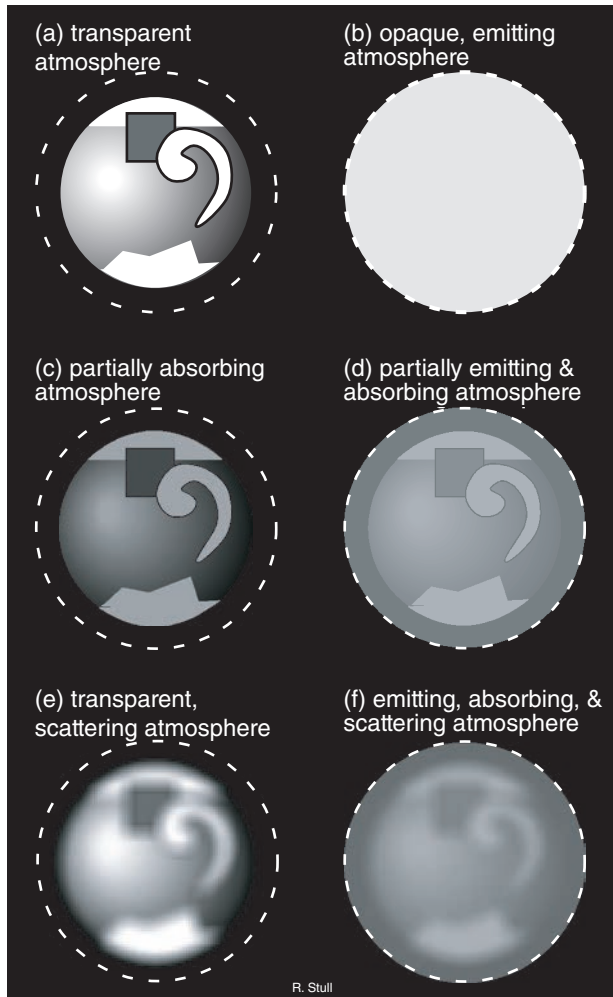 (a) transparent
atmosphere
(b) opaque, emitting
atmosphere
(c) partially absorbing
atmosphere
(d) partially emitting &
absorbing atmosphere
(e) transparent,
scattering atmosphere
(f) emitting, absorbing, &
scattering atmosphere
R. Stull